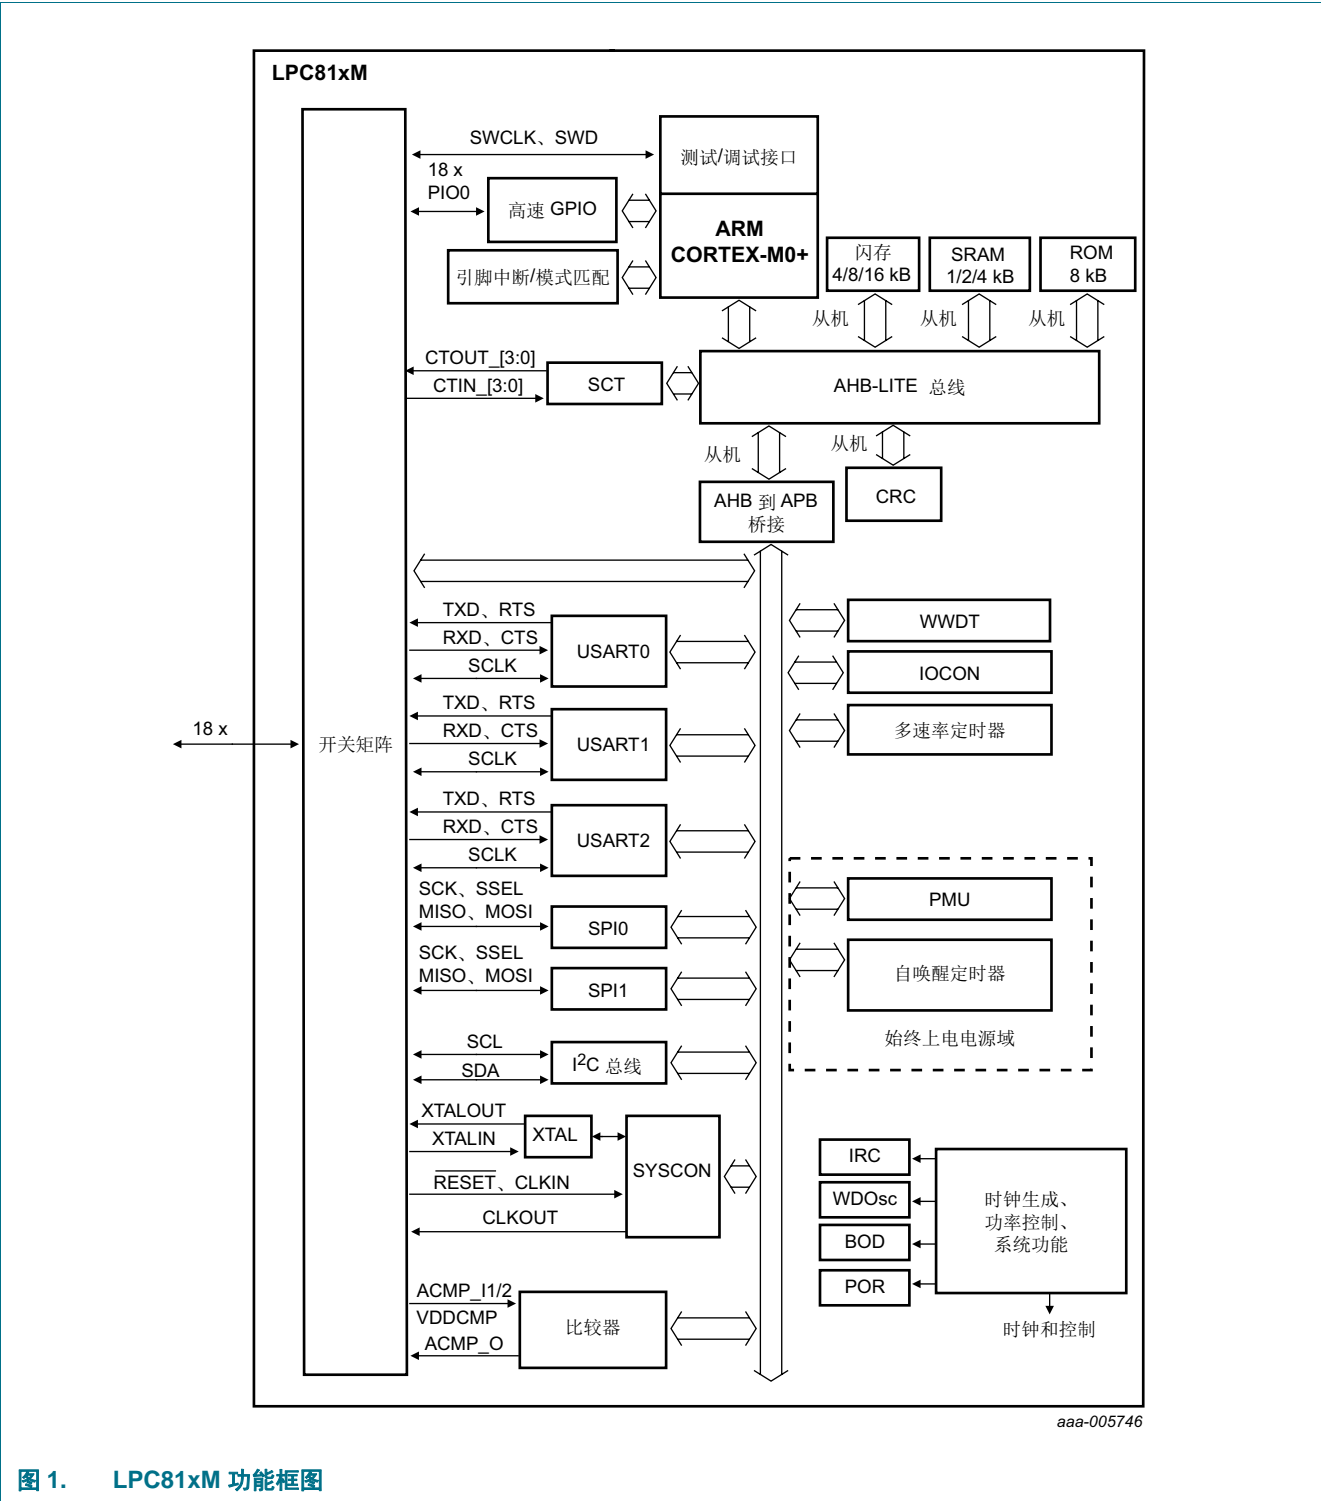 LPC81xM
SWCLK、SWD
测试/调试接口
18 x
PIO0
高速 GPIO
ARM
CORTEX-M0+
引脚中断/模式匹配
闪存
4/8/16 kB
SRAM
1/2/4 kB
ROM
8 kB
从机
从机
从机
CTOUT_[3:0]
CTIN_[3:0]
SCT
AHB-LITE 总线
从机
从机
AHB 到 APB
桥接
CRC
TXD、RTS
RXD、CTS
SCLK
USART0
WWDT
IOCON
18 x
开关矩阵
TXD、RTS
RXD、CTS
SCLK
USART1
多速率定时器
TXD、RTS
RXD、CTS
SCLK
USART2
SCK、SSEL
MISO、MOSI
SPI0
PMU
SCK、SSEL
MISO、MOSI
SPI1
自唤醒定时器
始终上电电源域
SCL
SDA
I2C 总线
XTALOUT
XTALIN
XTAL
RESET、CLKIN
CLKOUT
SYSCON
IRC
WDOsc
BOD
POR
时钟生成、
功率控制、
系统功能
时钟和控制
ACMP_I1/2
VDDCMP
ACMP_O
比较器
aaa-005746
图 1. LPC81xM 功能框图